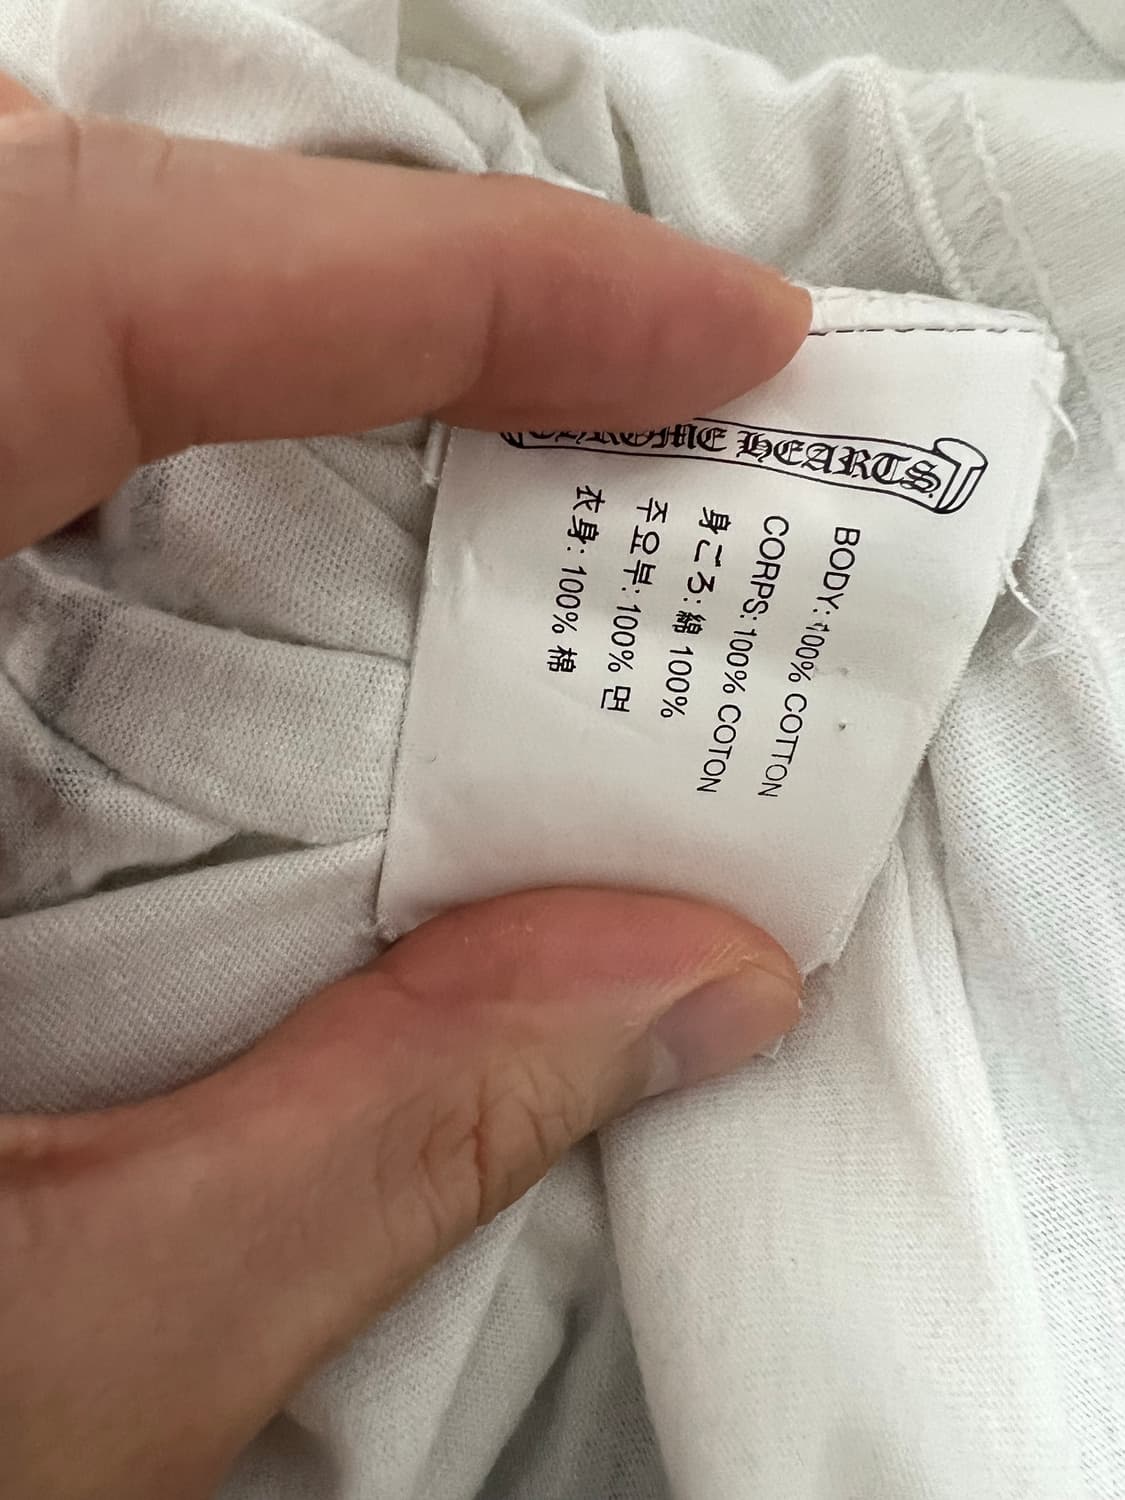 CHROME HEARTS
BODY: 100% COTTON
CORPS: 100% COTON
身ごろ: 綿 100%
주요부: 100% 면
衣身: 100% 棉